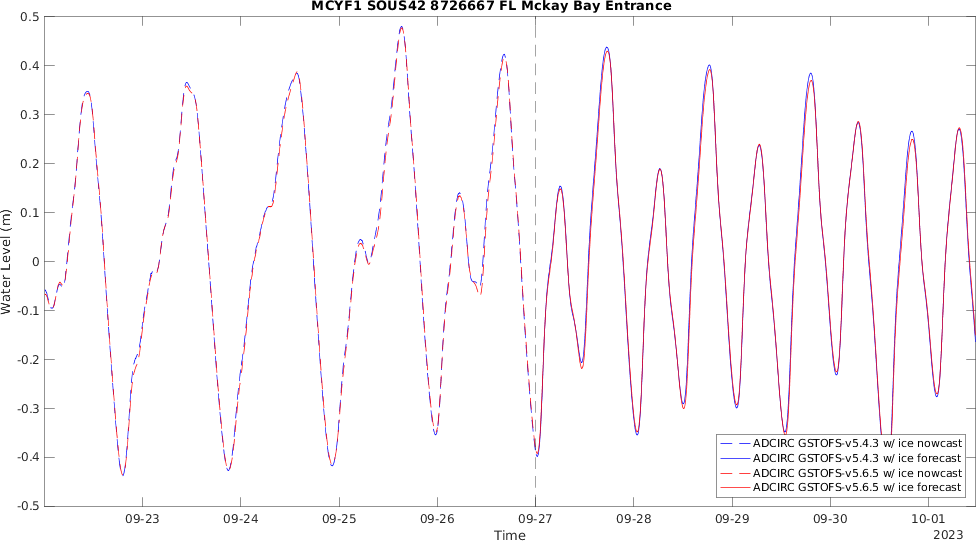 MCYF1 SOUS42 8726667 FL Mckay Bay Entrance
Water Level (m)
0.5
0.4
0.3
0.2
0.1
0
-0.1
-0.2
-0.3
-0.4
-0.5
ADCIRC GSTOFS-v5.4.3 w/ ice nowcast
ADCIRC GSTOFS-v5.4.3 w/ ice forecast
ADCIRC GSTOFS-v5.6.5 w/ ice nowcast
ADCIRC GSTOFS-v5.6.5 w/ ice forecast
09-23 09-24 09-25 09-26 09-27 09-28 09-29 09-30 10-01
Time
2023